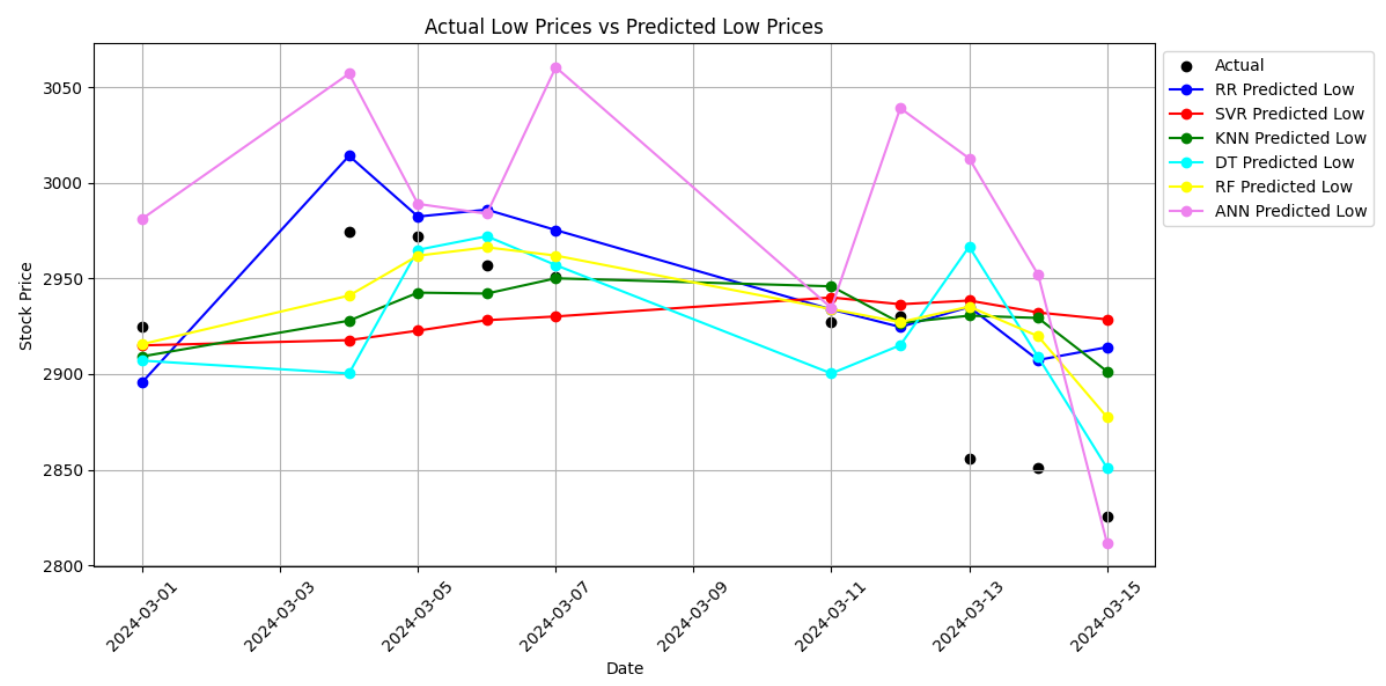 Actual Low Prices vs Predicted Low Prices
Stock Price
3050
3000
2950
2900
2850
2800
2024-03-01
2024-03-03
2024-03-05
2024-03-07
2024-03-09
2024-03-11
2024-03-13
2024-03-15
Date
Actual
RR Predicted Low
SVR Predicted Low
KNN Predicted Low
DT Predicted Low
RF Predicted Low
ANN Predicted Low